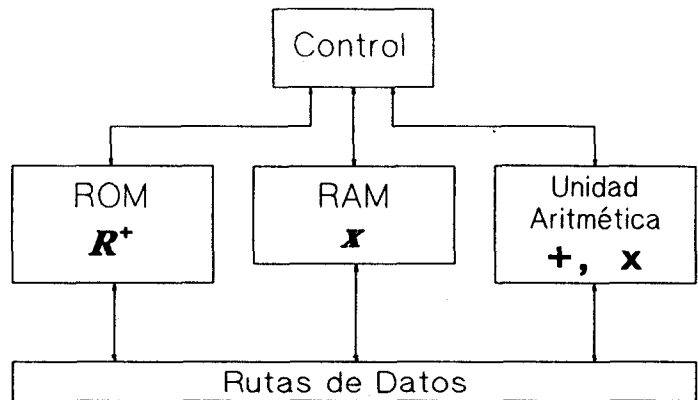 Control
ROM
R⁺
RAM
x
Unidad
Aritmética
+, x
Rutas de Datos